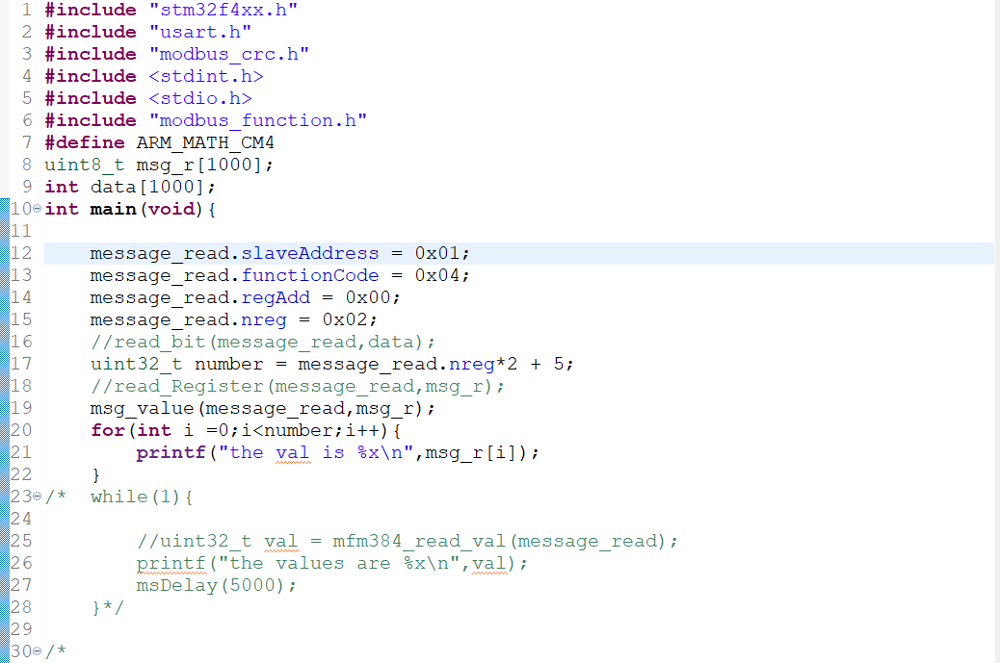 1 #include "stm32f4xx.h"
2 #include "usart.h"
3 #include "modbus_crc.h"
4 #include <stdint.h>
5 #include <stdio.h>
6 #include "modbus_function.h"
7 #define ARM_MATH_CM4
8 uint8_t msg_r[1000];
9 int data[1000];
10 int main(void){
11
12     message_read.slaveAddress = 0x01;
13     message_read.functionCode = 0x04;
14     message_read.regAdd = 0x00;
15     message_read.nreg = 0x02;
16     //read_bit(message_read,data);
17     uint32_t number = message_read.nreg*2 + 5;
18     //read_Register(message_read,msg_r);
19     msg_value(message_read,msg_r);
20     for(int i =0;i<number;i++){
21         printf("the val is %x\n",msg_r[i]);
22     }
23 /*  while(1){
24
25         //uint32_t val = mfm384_read_val(message_read);
26         printf("the values are %x\n",val);
27         msDelay(5000);
28     }*/
29
30 /*